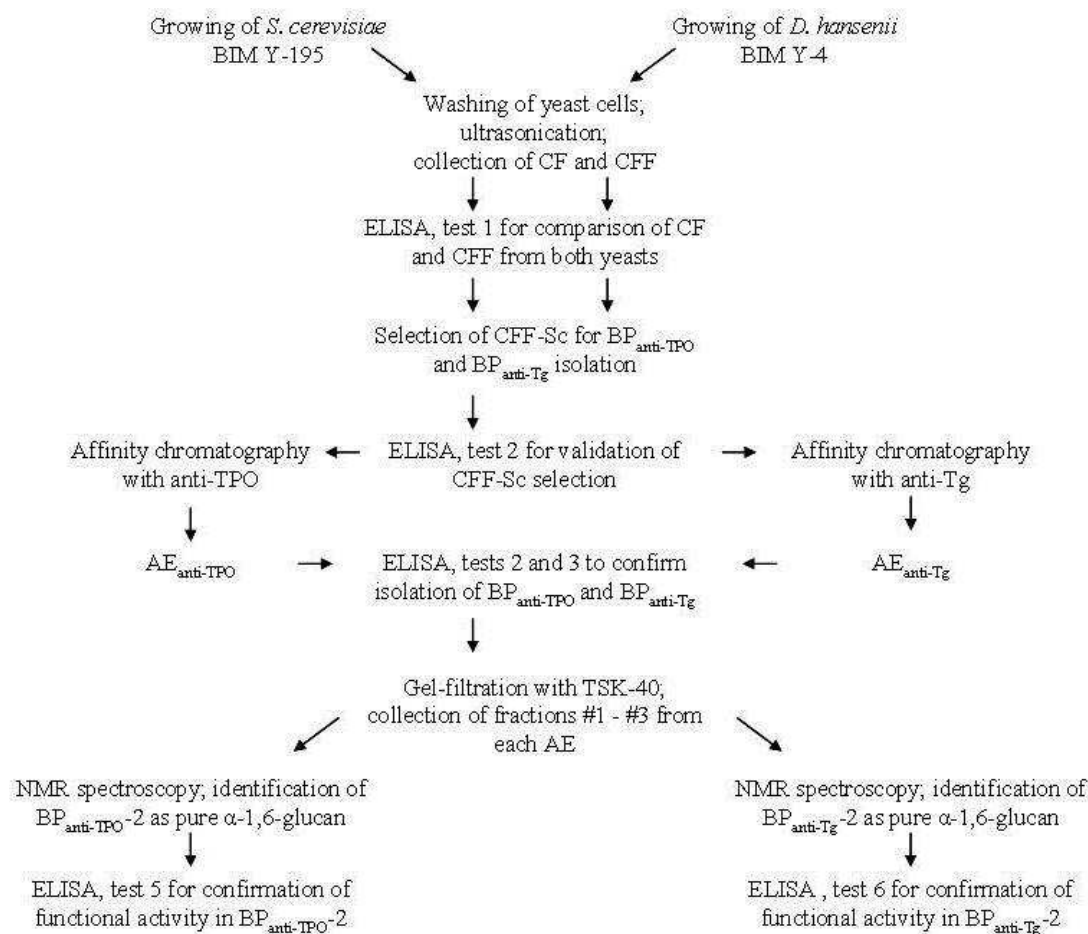 Growing of S. cerevisiae
BIM Y-195
Growing of D. hansenii
BIM Y-4
Washing of yeast cells;
ultrasonication;
collection of CF and CFF
ELISA, test 1 for comparison of CF
and CFF from both yeasts
Selection of CFF-Sc for BPanti-TPO
and BPanti-Tg isolation
Affinity chromatography
with anti-TPO
ELISA, test 2 for validation of
CFF-Sc selection
Affinity chromatography
with anti-Tg
AEanti-TPO
ELISA, tests 2 and 3 to confirm
isolation of BPanti-TPO and BPanti-Tg
AEanti-Tg
Gel-filtration with TSK-40;
collection of fractions #1 - #3 from
each AE
NMR spectroscopy; identification of
BPanti-TPO-2 as pure α-1,6-glucan
NMR spectroscopy; identification of
BPanti-Tg-2 as pure α-1,6-glucan
ELISA, test 5 for confirmation of
functional activity in BPanti-TPO-2
ELISA , test 6 for confirmation of
functional activity in BPanti-Tg-2